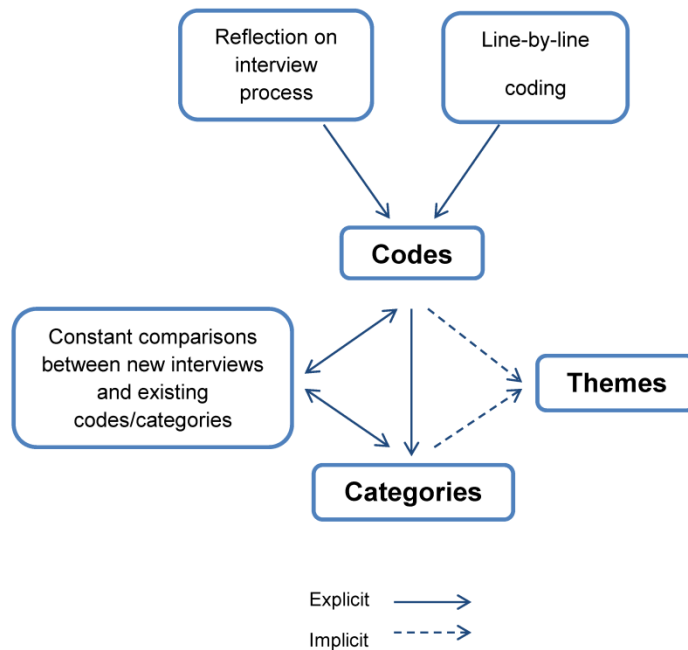 Reflection on
interview
process
Line-by-line
coding
Codes
Constant comparisons
between new interviews
and existing
codes/categories
Themes
Categories
Explicit
Implicit